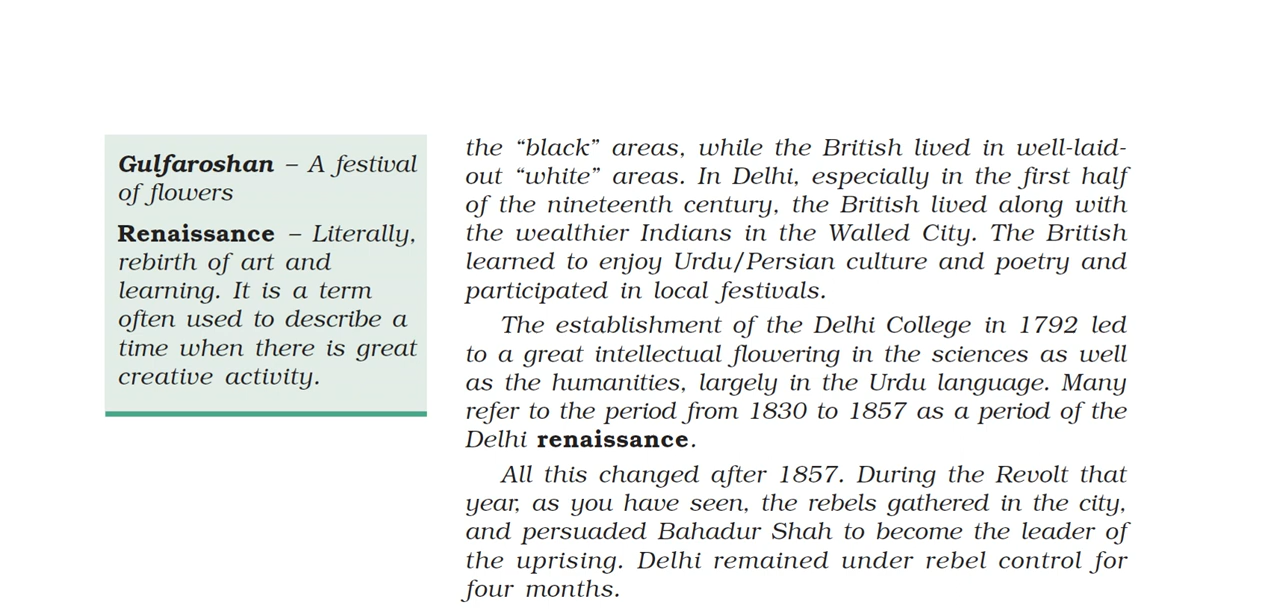 Gulfaroshan – A festival
of flowers
Renaissance – Literally,
rebirth of art and
learning. It is a term
often used to describe a
time when there is great
creative activity.
the “black” areas, while the British lived in well-laid-
out “white” areas. In Delhi, especially in the first half
of the nineteenth century, the British lived along with
the wealthier Indians in the Walled City. The British
learned to enjoy Urdu/Persian culture and poetry and
participated in local festivals.
The establishment of the Delhi College in 1792 led
to a great intellectual flowering in the sciences as well
as the humanities, largely in the Urdu language. Many
refer to the period from 1830 to 1857 as a period of the
Delhi renaissance.
All this changed after 1857. During the Revolt that
year, as you have seen, the rebels gathered in the city,
and persuaded Bahadur Shah to become the leader of
the uprising. Delhi remained under rebel control for
four months.